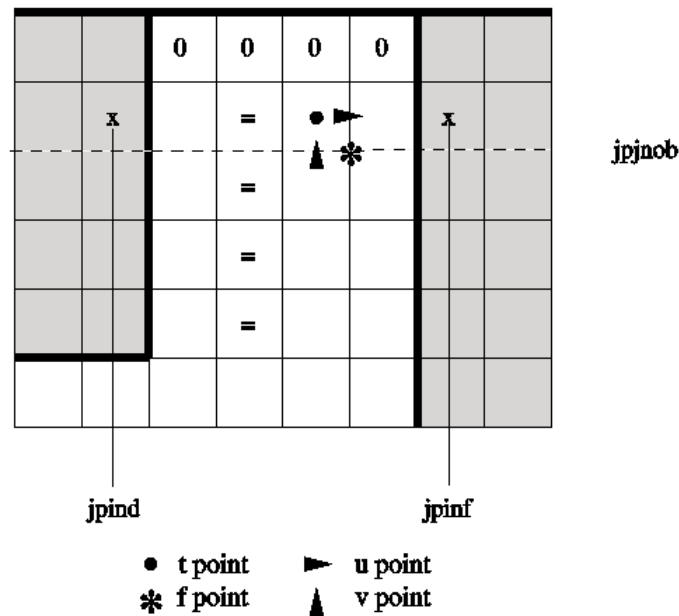 0 0 0 0
x = x
jpjnob
=
=
=
jpind jpinf
t point u point
f point v point